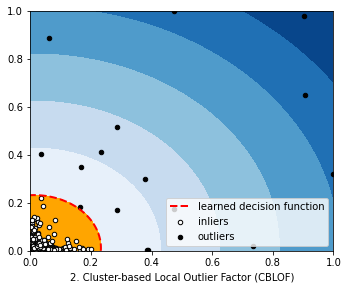 1.0
0.8
0.6
0.4
0.2
0.0
learned decision function
inliers
outliers
0.0 0.2 0.4 0.6 0.8 1.0
2. Cluster-based Local Outlier Factor (CBLOF)